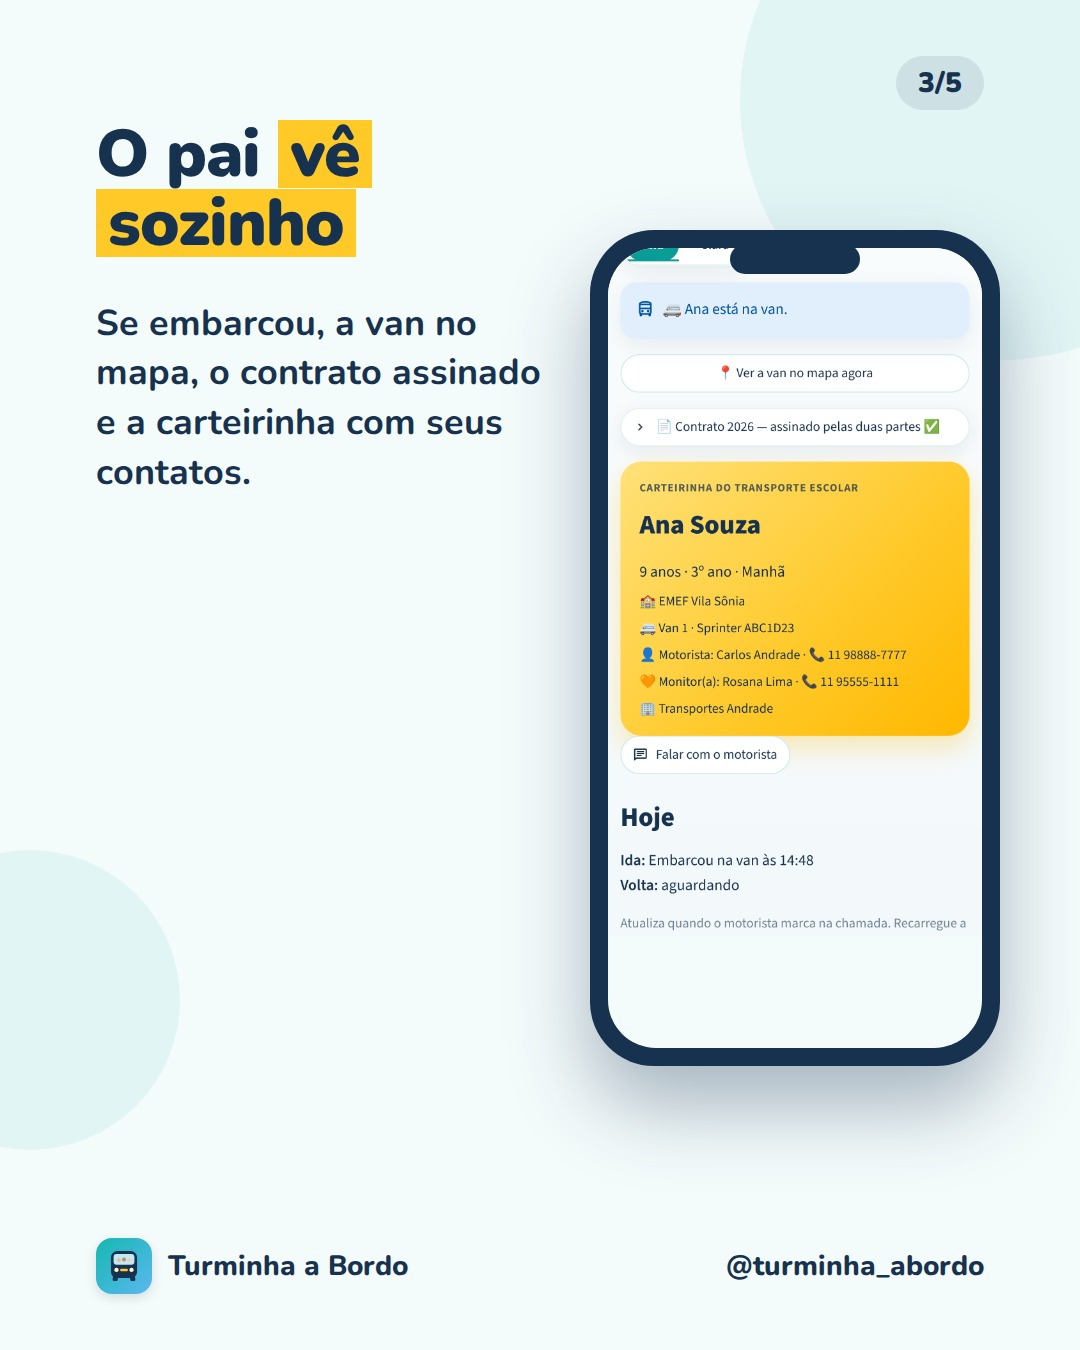 3/5
O pai vê
sozinho
Se embarcou, a van no
mapa, o contrato assinado
e a carteirinha com seus
contatos.
Ana está na van.
Ver a van no mapa agora
Contrato 2026 — assinado pelas duas partes
CARTEIRINHA DO TRANSPORTE ESCOLAR
Ana Souza
9 anos · 3º ano · Manhã
EMEF Vila Sônia
Van 1 · Sprinter ABC1D23
Motorista: Carlos Andrade · 11 98888-7777
Monitor(a): Rosana Lima · 11 95555-1111
Transportes Andrade
Falar com o motorista
Hoje
Ida: Embarcou na van às 14:48
Volta: aguardando
Atualiza quando o motorista marca na chamada. Recarregue a
Turminha a Bordo
@turminha_abordo